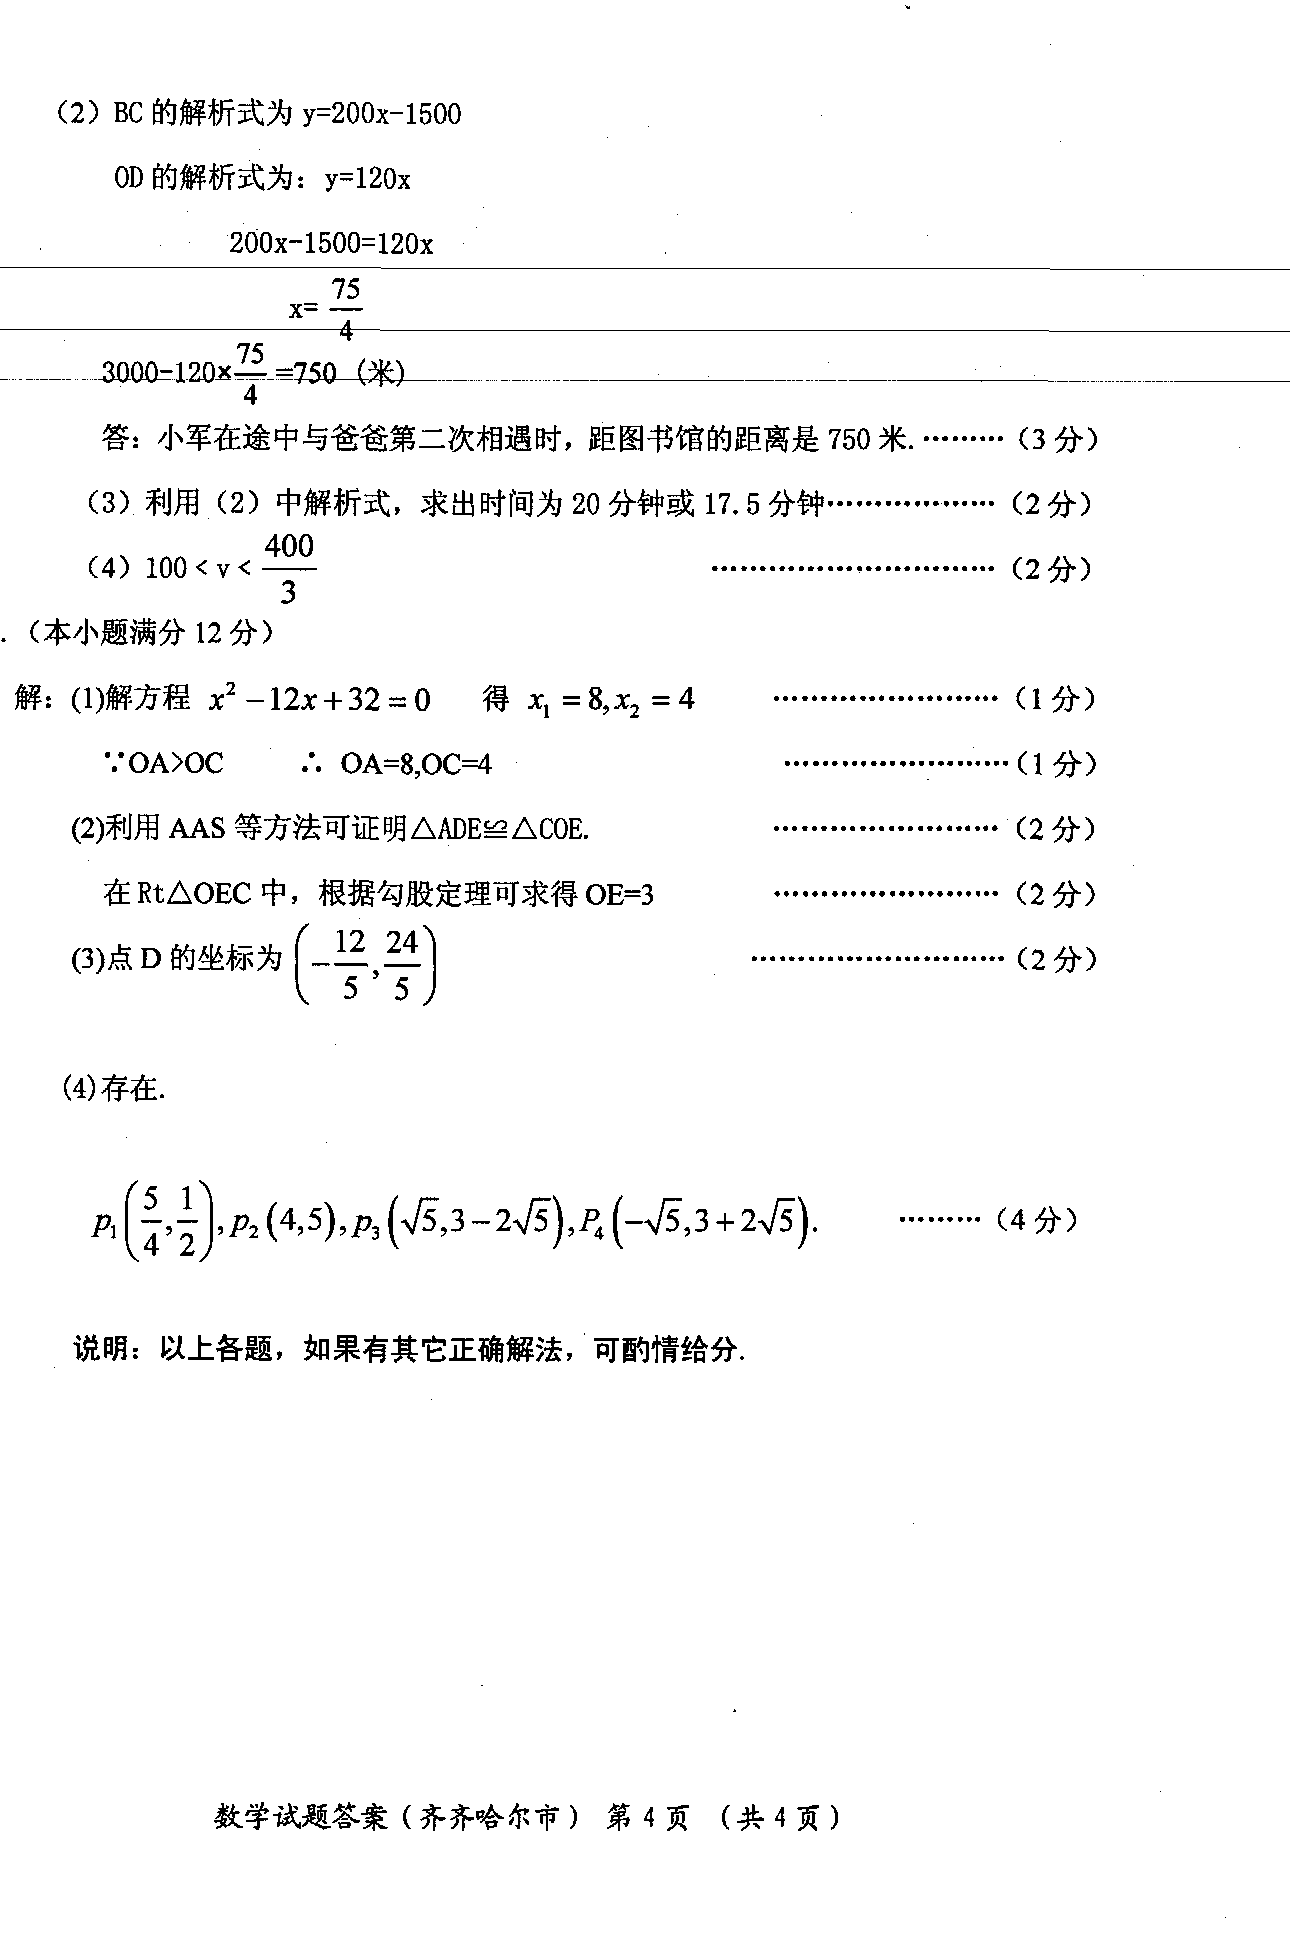 (2) BC 的解析式为 y=200x-1500
OD 的解析式为: y=120x
200x-1500=120x
x= 75/4
3000-120×75/4=750 (米)
答: 小军在途中与爸爸第二次相遇时, 距图书馆的距离是 750 米. ………(3 分)
(3) 利用 (2) 中解析式, 求出时间为 20 分钟或 17.5 分钟………………(2 分)
(4) 100 < v < 400/3 …………………………(2 分)
. (本小题满分 12 分)
解: (1)解方程 x² −12x+32=0 得 x₁ =8, x₂ =4 ……………………(1 分)
∵OA>OC ∴ OA=8,OC=4 ……………………(1 分)
(2)利用 AAS 等方法可证明△ADE≌△COE. ……………………(2 分)
在 Rt△OEC 中, 根据勾股定理可求得 OE=3 ……………………(2 分)
(3)点 D 的坐标为 (−12/5, 24/5) ………………………(2 分)
(4)存在.
p₁(5/4, 1/2), p₂(4,5), p₃(√5,3−2√5), P₄(−√5,3+2√5). ………(4 分)
说明: 以上各题, 如果有其它正确解法, 可酌情给分.
数学试题答案(齐齐哈尔市) 第 4 页 (共 4 页)